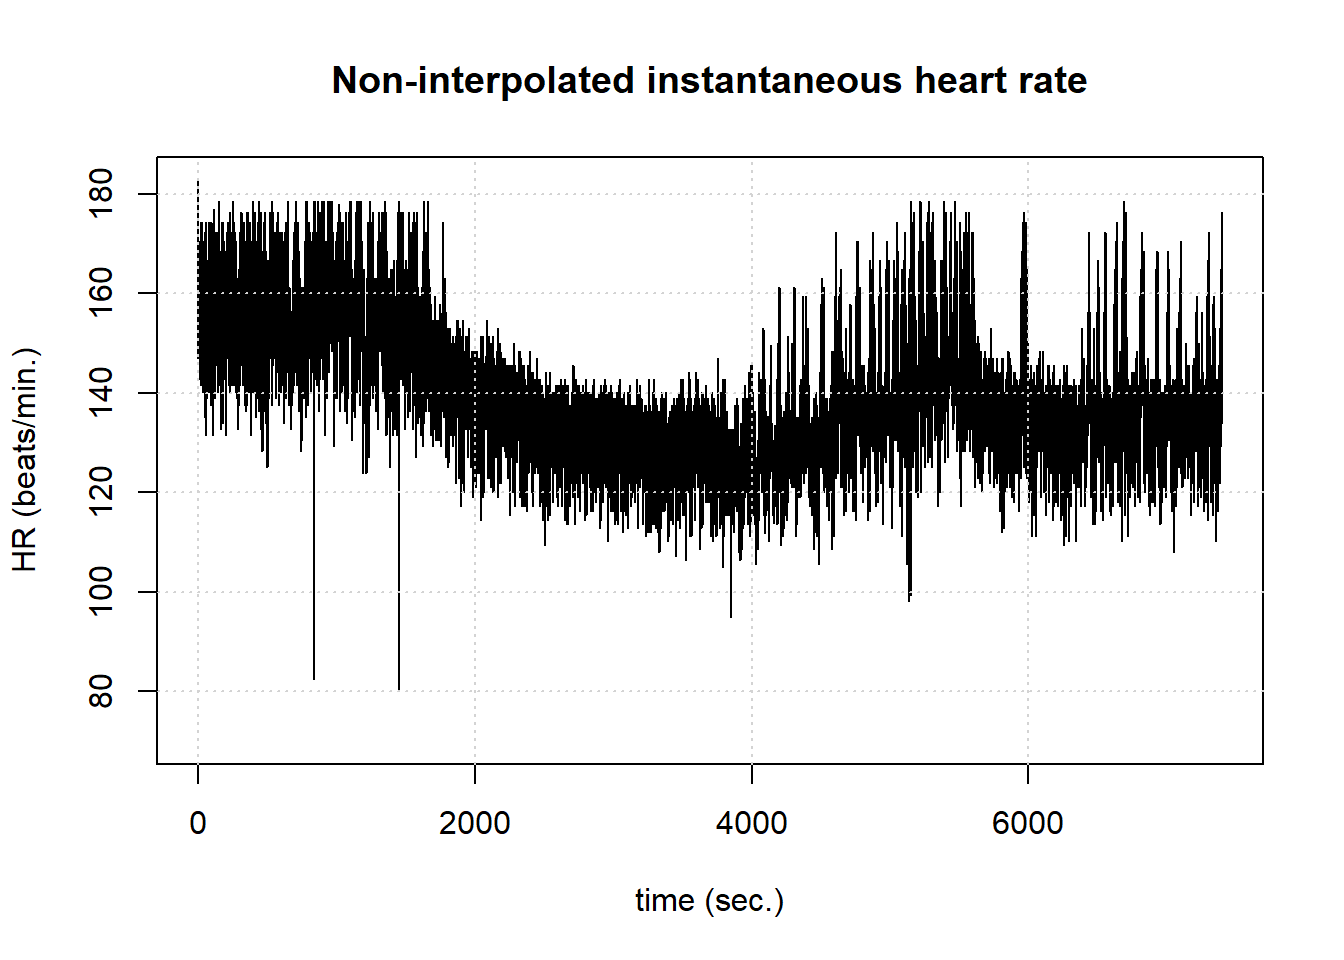 Non-interpolated instantaneous heart rate
HR (beats/min.)
180
160
140
120
100
80
0 2000 4000 6000
time (sec.)